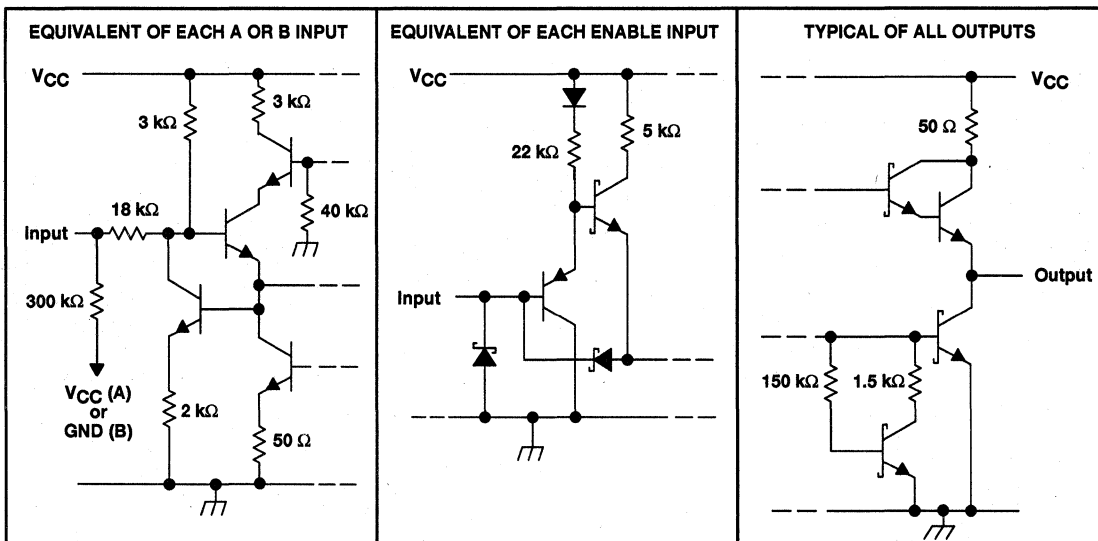 EQUIVALENT OF EACH A OR B INPUT
VCC
3 kΩ
3 kΩ
18 kΩ
Input
40 kΩ
300 kΩ
VCC (A)
or
GND (B)
2 kΩ
50 Ω
EQUIVALENT OF EACH ENABLE INPUT
VCC
22 kΩ
5 kΩ
Input
TYPICAL OF ALL OUTPUTS
VCC
50 Ω
Output
150 kΩ
1.5 kΩ